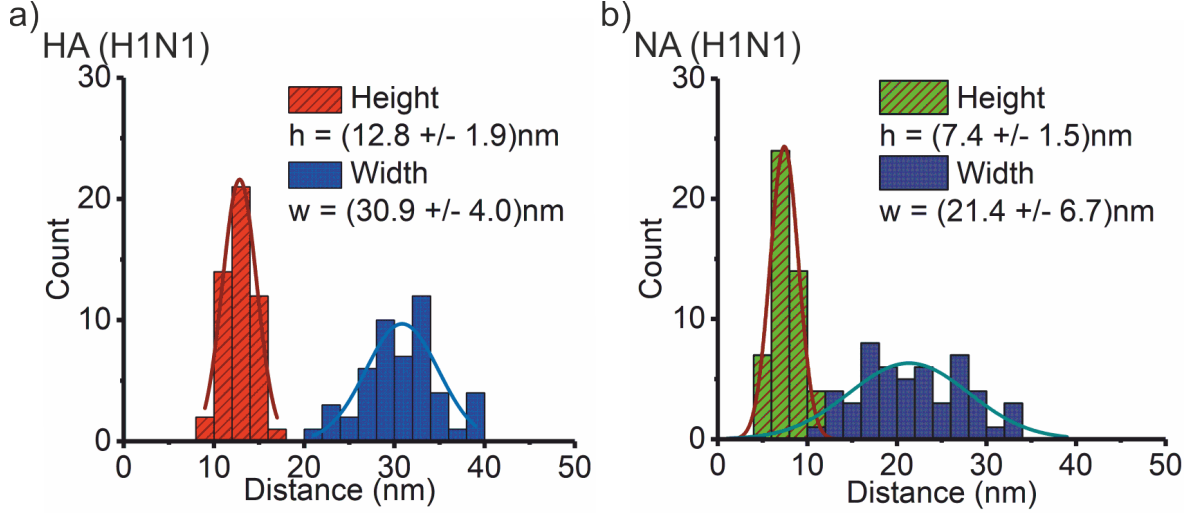 a)
HA (H1N1)
30
20
10
0
Count
Height
h = (12.8 +/- 1.9)nm
Width
w = (30.9 +/- 4.0)nm
0 10 20 30 40 50
Distance (nm)
b)
NA (H1N1)
30
20
10
0
Count
Height
h = (7.4 +/- 1.5)nm
Width
w = (21.4 +/- 6.7)nm
0 10 20 30 40 50
Distance (nm)